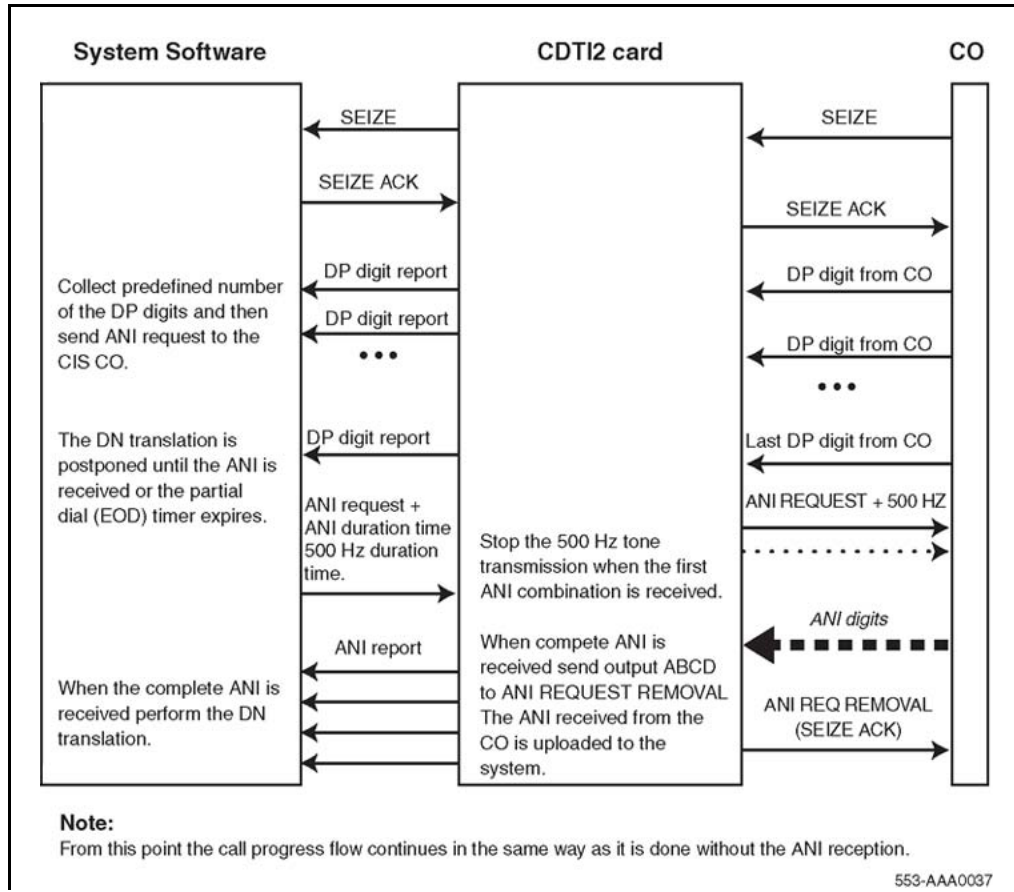 System Software
CDTI2 card
CO
SEIZE
SEIZE
SEIZE ACK
SEIZE ACK
DP digit report
DP digit from CO
Collect predefined number
of the DP digits and then
send ANI request to the
CIS CO.
DP digit report
DP digit from CO
The DN translation is
postponed until the ANI is
received or the partial
dial (EOD) timer expires.
DP digit report
Last DP digit from CO
ANI request +
ANI duration time
500 Hz duration
time.
ANI REQUEST + 500 HZ
Stop the 500 Hz tone
transmission when the first
ANI combination is received.
ANI digits
ANI report
When compete ANI is
received send output ABCD
to ANI REQUEST REMOVAL
The ANI received from the
CO is uploaded to the
system.
When the complete ANI is
received perform the DN
translation.
ANI REQ REMOVAL
(SEIZE ACK)
Note:
From this point the call progress flow continues in the same way as it is done without the ANI reception.
553-AAA0037